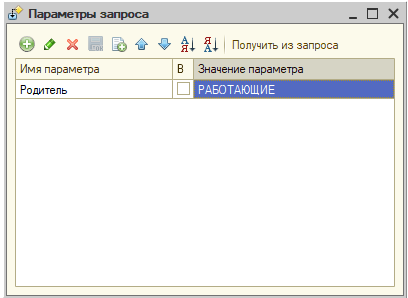 Параметры запроса
Получить из запроса
Имя параметра В Значение параметра
Родитель РАБОТАЮЩИЕ